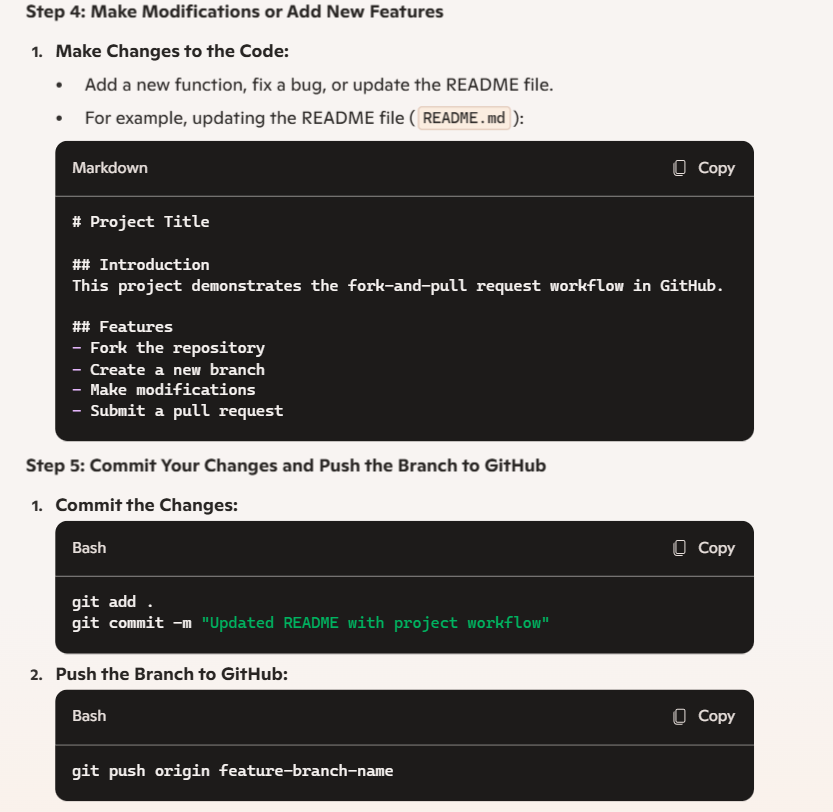 Step 4: Make Modifications or Add New Features
1. Make Changes to the Code:
• Add a new function, fix a bug, or update the README file.
• For example, updating the README file ( README.md ):
Markdown Copy
# Project Title
## Introduction
This project demonstrates the fork-and-pull request workflow in GitHub.
## Features
- Fork the repository
- Create a new branch
- Make modifications
- Submit a pull request
Step 5: Commit Your Changes and Push the Branch to GitHub
1. Commit the Changes:
Bash Copy
git add .
git commit -m "Updated README with project workflow"
2. Push the Branch to GitHub:
Bash Copy
git push origin feature-branch-name